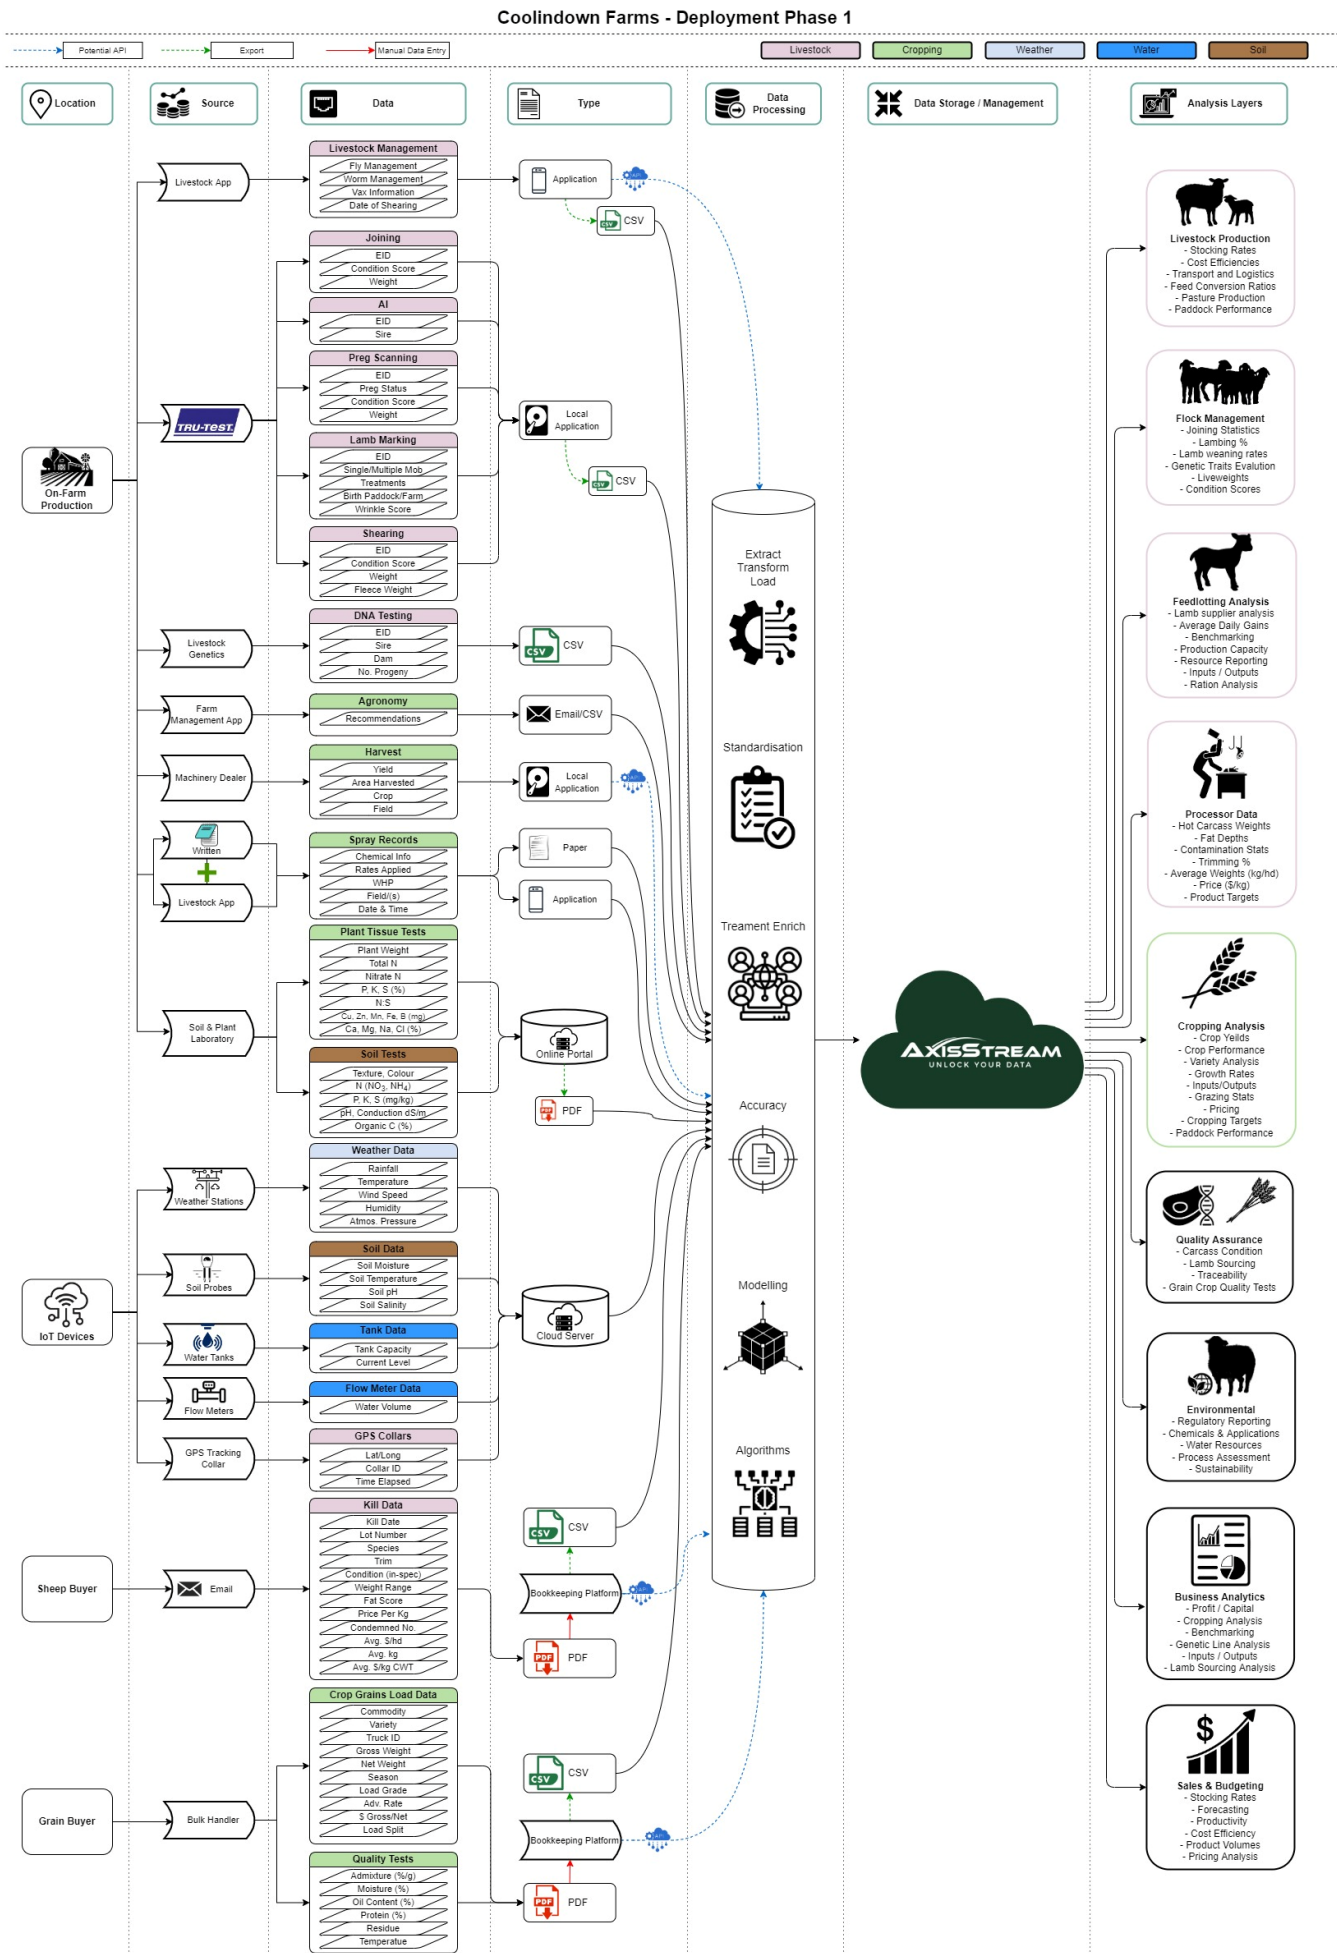 Coolindown Farms - Deployment Phase 1
Potential API
Export
Manual Data Entry
Livestock
Cropping
Weather
Water
Soil
Location
Source
Data
Type
Data
Processing
Data Storage / Management
Analysis Layers
On-Farm
Production
IoT Devices
Sheep Buyer
Grain Buyer
Livestock App
TRU-TEST
Livestock
Genetics
Farm
Management App
Machinery Dealer
Written
Livestock App
Soil & Plant
Laboratory
Weather Stations
Soil Probes
Water Tanks
Flow Meters
GPS Tracking
Collar
Email
Bulk Handler
Livestock Management
Fly Management
Worm Management
Vax Information
Date of Shearing
Joining
EID
Condition Score
Weight
AI
EID
Sire
Preg Scanning
EID
Preg Status
Condition Score
Weight
Lamb Marking
EID
Single/Multiple Mob
Treatments
Birth Paddock/Farm
Wrinkle Score
Shearing
EID
Condition Score
Weight
Fleece Weight
DNA Testing
EID
Sire
Dam
No. Progeny
Agronomy
Recommendations
Harvest
Yield
Area Harvested
Crop
Field
Spray Records
Chemical Info
Rates Applied
WHP
Field/(s)
Date & Time
Plant Tissue Tests
Plant Weight
Total N
Nitrate N
P, K, S (%)
N:S
Cu, Zn, Mn, Fe, B (mg)
Ca, Mg, Na, Cl (%)
Soil Tests
Texture, Colour
N (NO3, NH4)
P, K, S (mg/kg)
pH, Conduction dS/m
Organic C (%)
Weather Data
Rainfall
Temperature
Wind Speed
Humidity
Atmos. Pressure
Soil Data
Soil Moisture
Soil Temperature
Soil pH
Soil Salinity
Tank Data
Tank Capacity
Current Level
Flow Meter Data
Water Volume
GPS Collars
Lat/Long
Collar ID
Time Elapsed
Kill Data
Kill Date
Lot Number
Species
Trim
Condition (in-spec)
Weight Range
Fat Score
Price Per Kg
Condemned No.
Avg. $/hd
Avg. kg
Avg. $/kg CWT
Crop Grains Load Data
Commodity
Variety
Truck ID
Gross Weight
Net Weight
Season
Load Grade
Adv. Rate
$ Gross/Net
Load Split
Quality Tests
Admixture (%/g)
Moisture (%)
Oil Content (%)
Protein (%)
Residue
Temperatue
Application
API
CSV
CSV
Local
Application
CSV
CSV
CSV
CSV
Email/CSV
Local
Application
API
Paper
Application
Online Portal
PDF
PDF
Cloud Server
CSV
CSV
Bookkeeping Platform
API
PDF
PDF
CSV
CSV
Bookkeeping Platform
API
PDF
PDF
Extract
Transform
Load
Standardisation
Treament Enrich
Accuracy
Modelling
Algorithms
AXISSTREAM
UNLOCK YOUR DATA
Livestock Production
- Stocking Rates
- Cost Efficiencies
- Transport and Logistics
- Feed Conversion Ratios
- Pasture Production
- Paddock Performance
Flock Management
- Joining Statistics
- Lambing %
- Lamb weaning rates
- Genetic Traits Evalution
- Liveweights
- Condition Scores
Feedlotting Analysis
- Lamb supplier analysis
- Average Daily Gains
- Benchmarking
- Production Capacity
- Resource Reporting
- Inputs / Outputs
- Ration Analysis
Processor Data
- Hot Carcass Weights
- Fat Depths
- Contamination Stats
- Trimming %
- Average Weights (kg/hd)
- Price ($/kg)
- Product Targets
Cropping Analysis
- Crop Yeilds
- Crop Performance
- Variety Analysis
- Growth Rates
- Inputs/Outputs
- Grazing Stats
- Pricing
- Cropping Targets
- Paddock Performance
Quality Assurance
- Carcass Condition
- Lamb Sourcing
- Traceability
- Grain Crop Quality Tests
Environmental
- Regulatory Reporting
- Chemicals & Applications
- Water Resources
- Process Assessment
- Sustainability
Business Analytics
- Profit / Capital
- Cropping Analysis
- Benchmarking
- Genetic Line Analysis
- Inputs / Outputs
- Lamb Sourcing Analysis
$
Sales & Budgeting
- Stocking Rates
- Forecasting
- Productivity
- Cost Efficiency
- Product Volumes
- Pricing Analysis